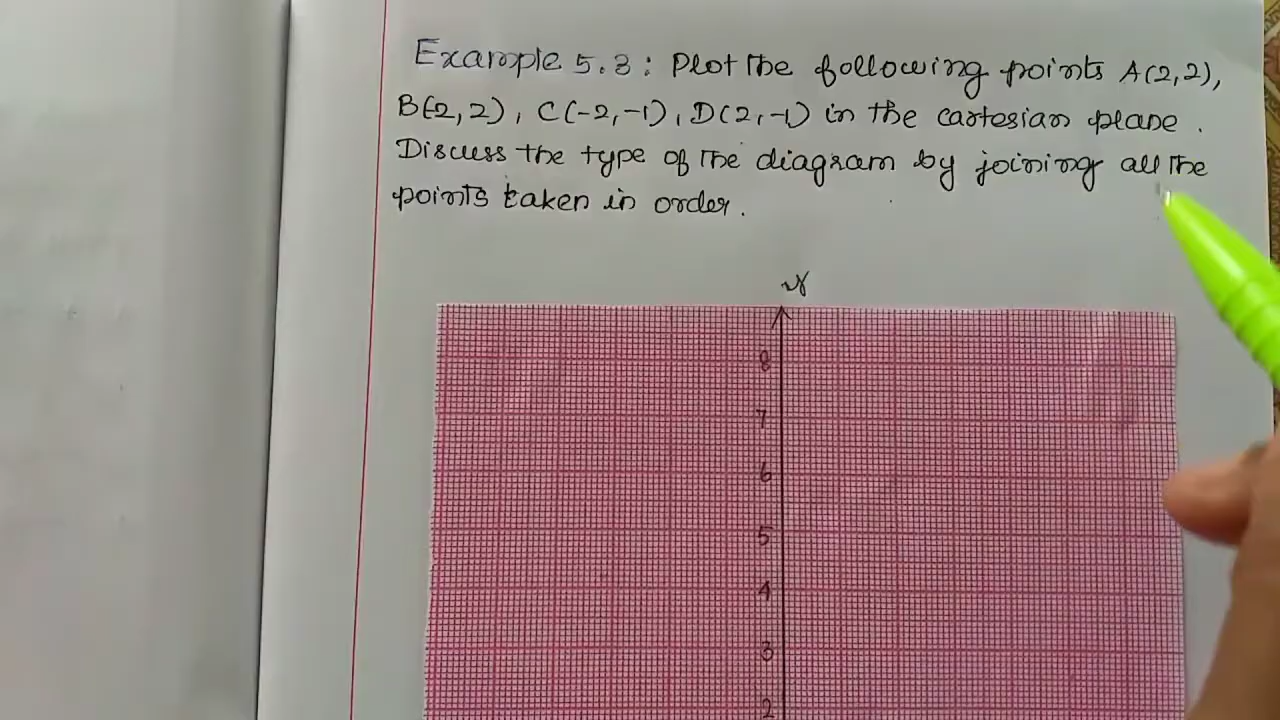 Example 5.3: Plot the following points A(2,2),
B(-2,2), C(-2,-1), D(2,-1) in the cartesian plane.
Discuss the type of the diagram by joining all the
points taken in order.
y
8
7
6
5
4
3
2